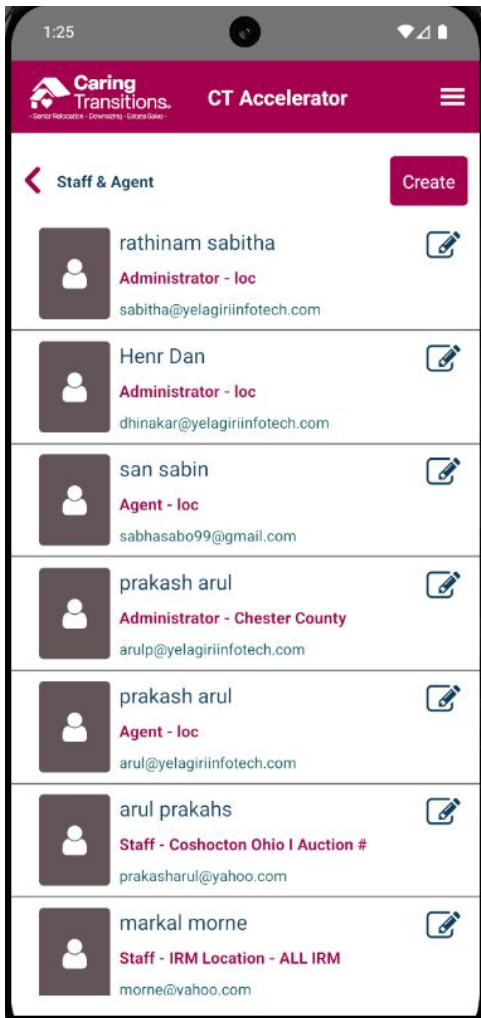 1:25
Caring
Transitions.
- Senior Relocation - Downsizing - Estate Sales -
CT Accelerator
Staff & Agent
Create
rathinam sabitha
Administrator - loc
sabitha@yelagiriinfotech.com
Henr Dan
Administrator - loc
dhinakar@yelagiriinfotech.com
san sabin
Agent - loc
sabhasabo99@gmail.com
prakash arul
Administrator - Chester County
arulp@yelagiriinfotech.com
prakash arul
Agent - loc
arul@yelagiriinfotech.com
arul prakahs
Staff - Coshocton Ohio I Auction #
prakasharul@yahoo.com
markal morne
Staff - IRM Location - ALL IRM
morne@yahoo.com